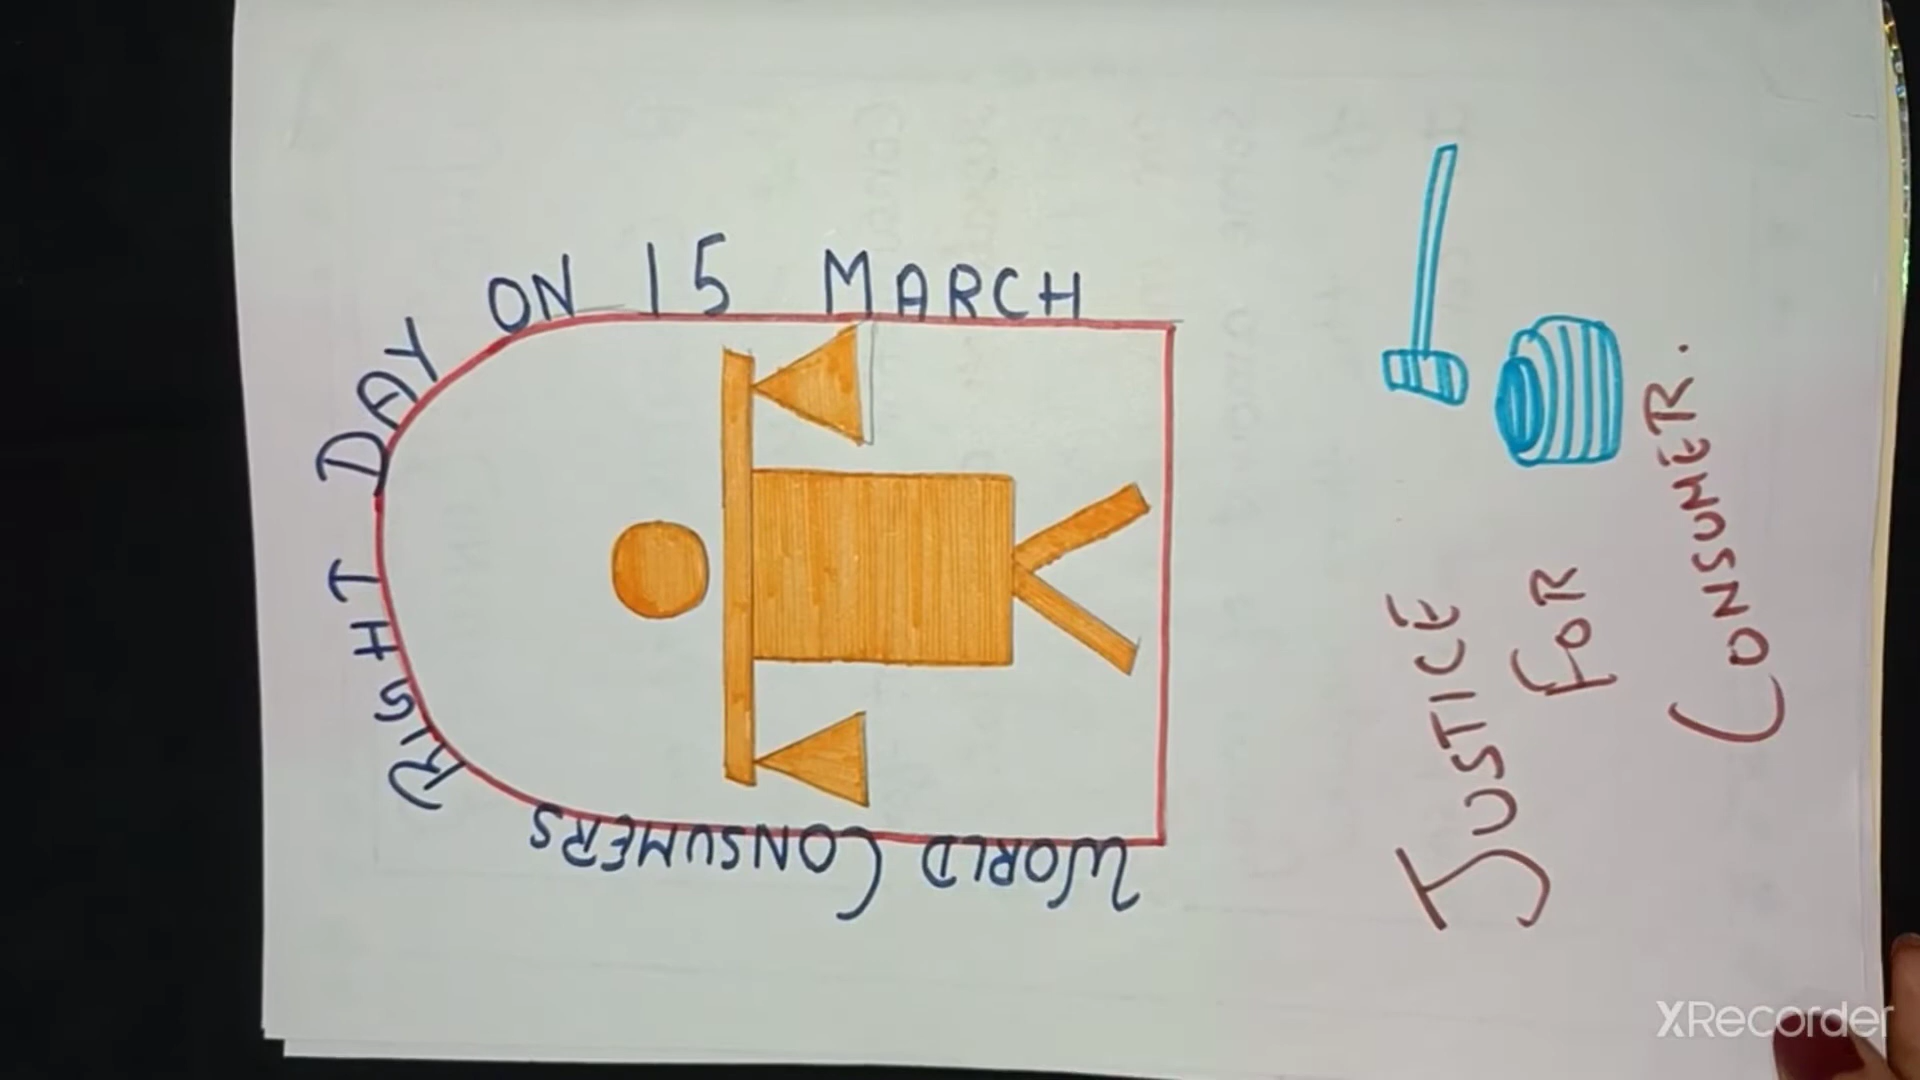 WORLD CONSUMERS RIGHT DAY ON 15 MARCH
JUSTICE
FOR
CONSUMER.
XRecorder